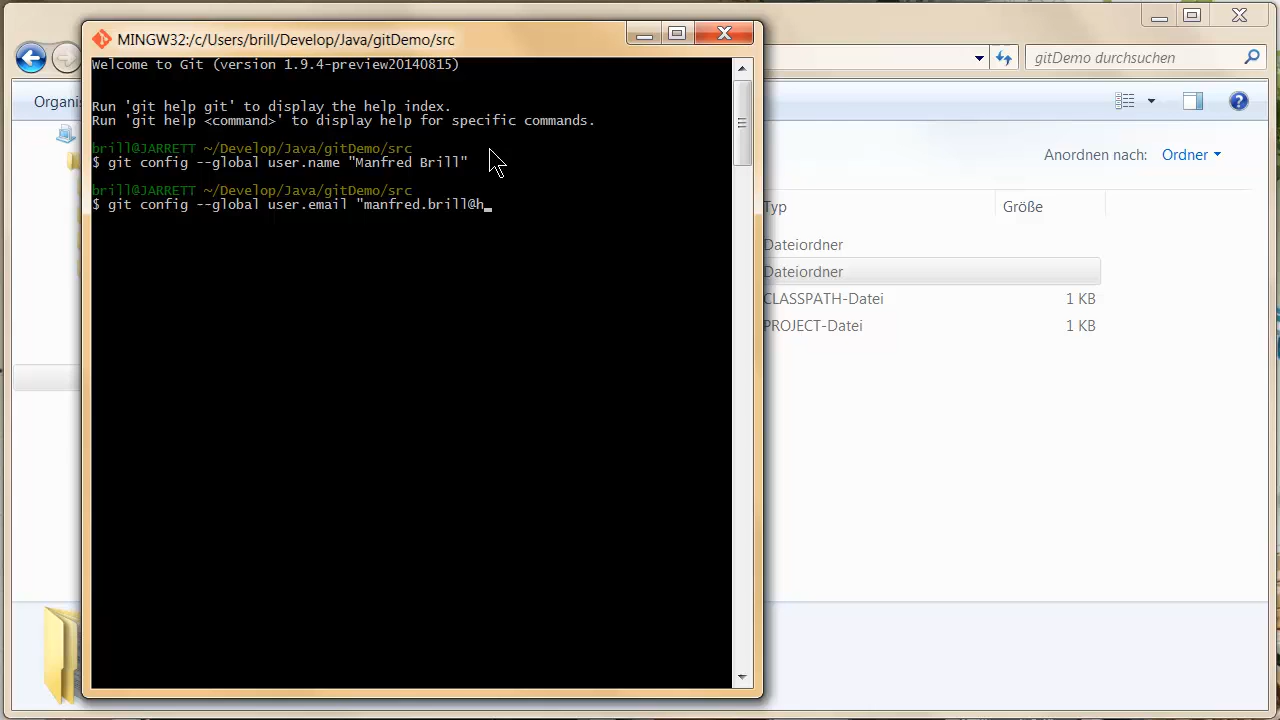 MINGW32:/c/Users/brill/Develop/Java/gitDemo/src
gitDemo durchsuchen
Welcome to Git (version 1.9.4-preview20140815)
Organis
Run 'git help git' to display the help index.
Run 'git help <command>' to display help for specific commands.
brill@JARRETT ~/Develop/Java/gitDemo/src
$ git config --global user.name "Manfred Brill"
brill@JARRETT ~/Develop/Java/gitDemo/src
$ git config --global user.email "manfred.brill@h
Anordnen nach: Ordner
Typ Größe
Dateiordner
Dateiordner
CLASSPATH-Datei 1 KB
PROJECT-Datei 1 KB